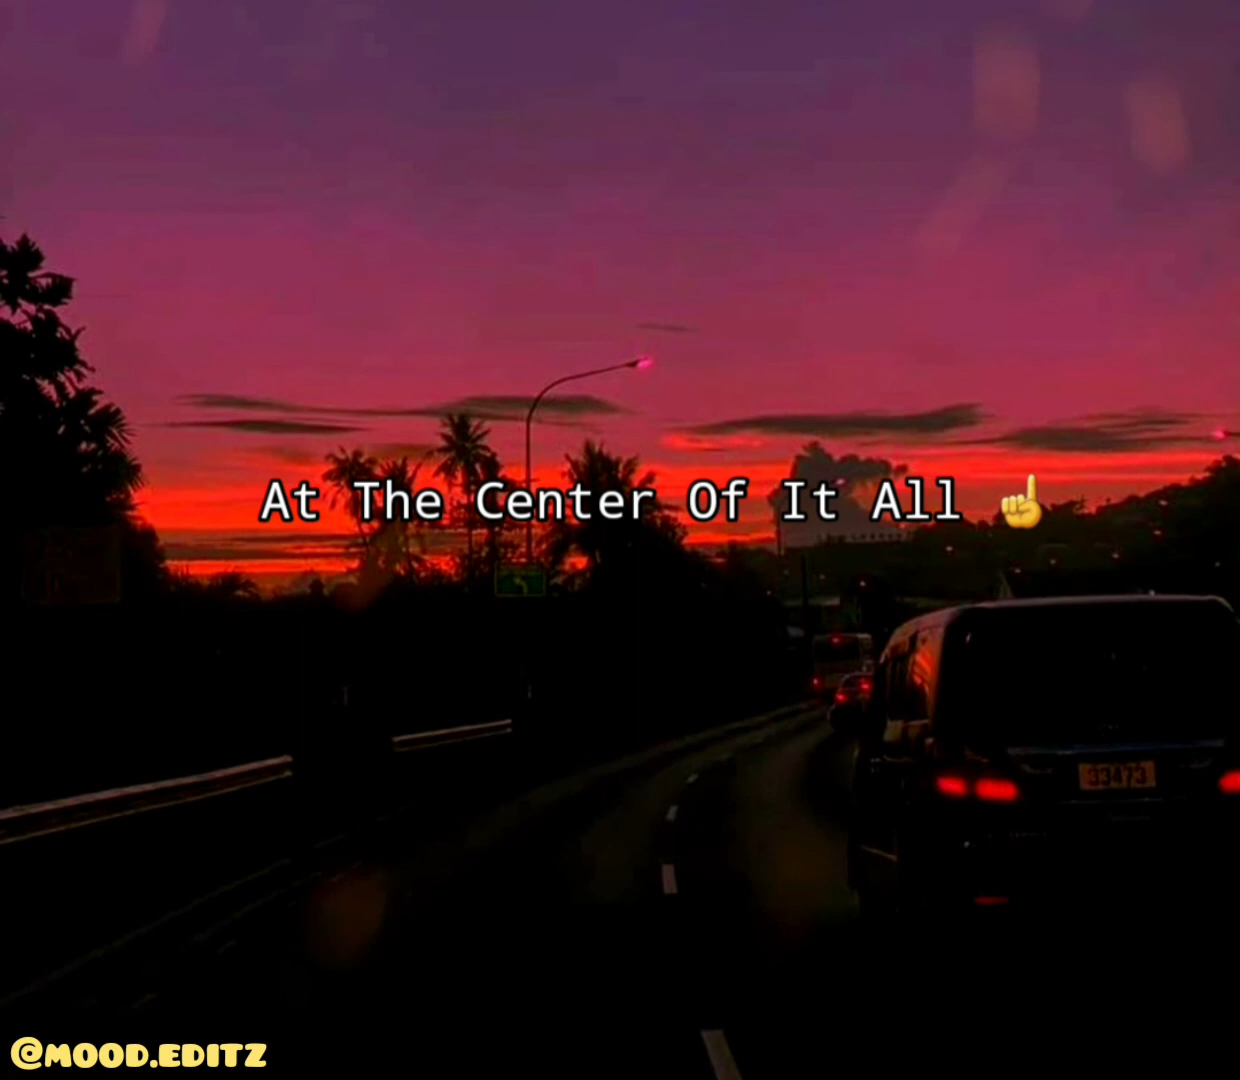 At The Center Of It All ☝
33473
@MOOD.EDITZ